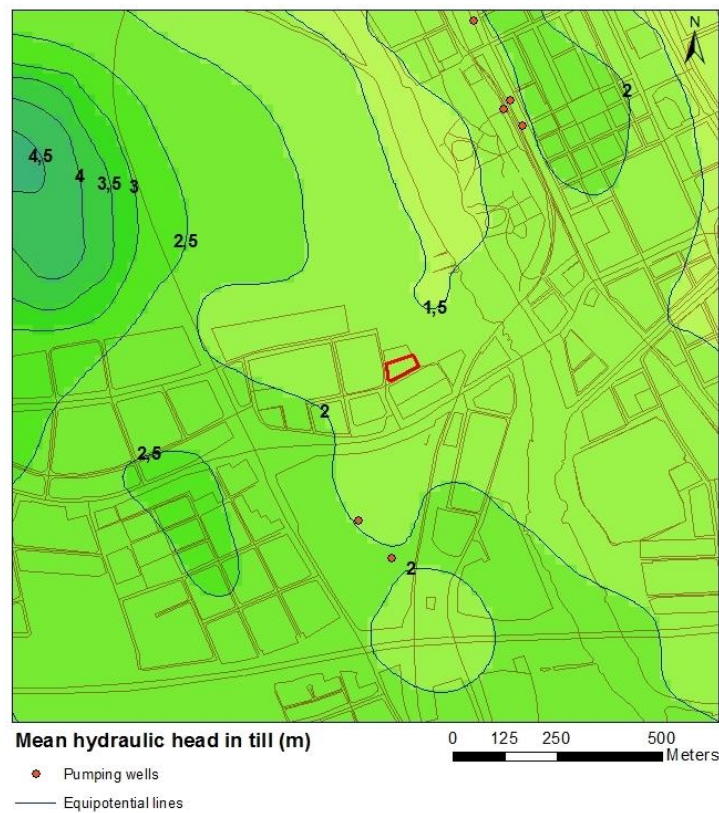 N
2
4,5
4
3,5
3
2,5
1,5
2
2,5
2
Mean hydraulic head in till (m)
0 125 250 500
Meters
Pumping wells
Equipotential lines